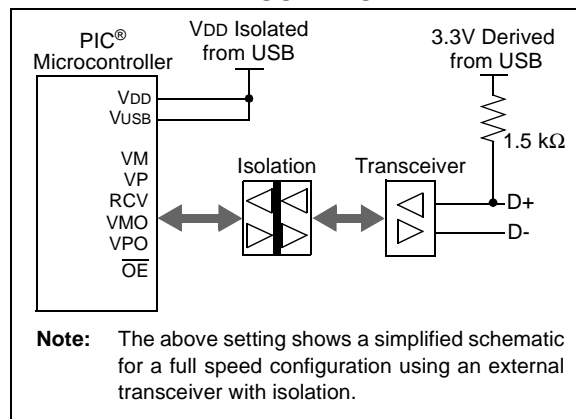 PIC®
Microcontroller
VDD Isolated
from USB
3.3V Derived
from USB
VDD
VUSB
1.5 kΩ
VM
VP
RCV
VMO
VPO
OE
Isolation
Transceiver
D+
D-
Note: The above setting shows a simplified schematic
for a full speed configuration using an external
transceiver with isolation.